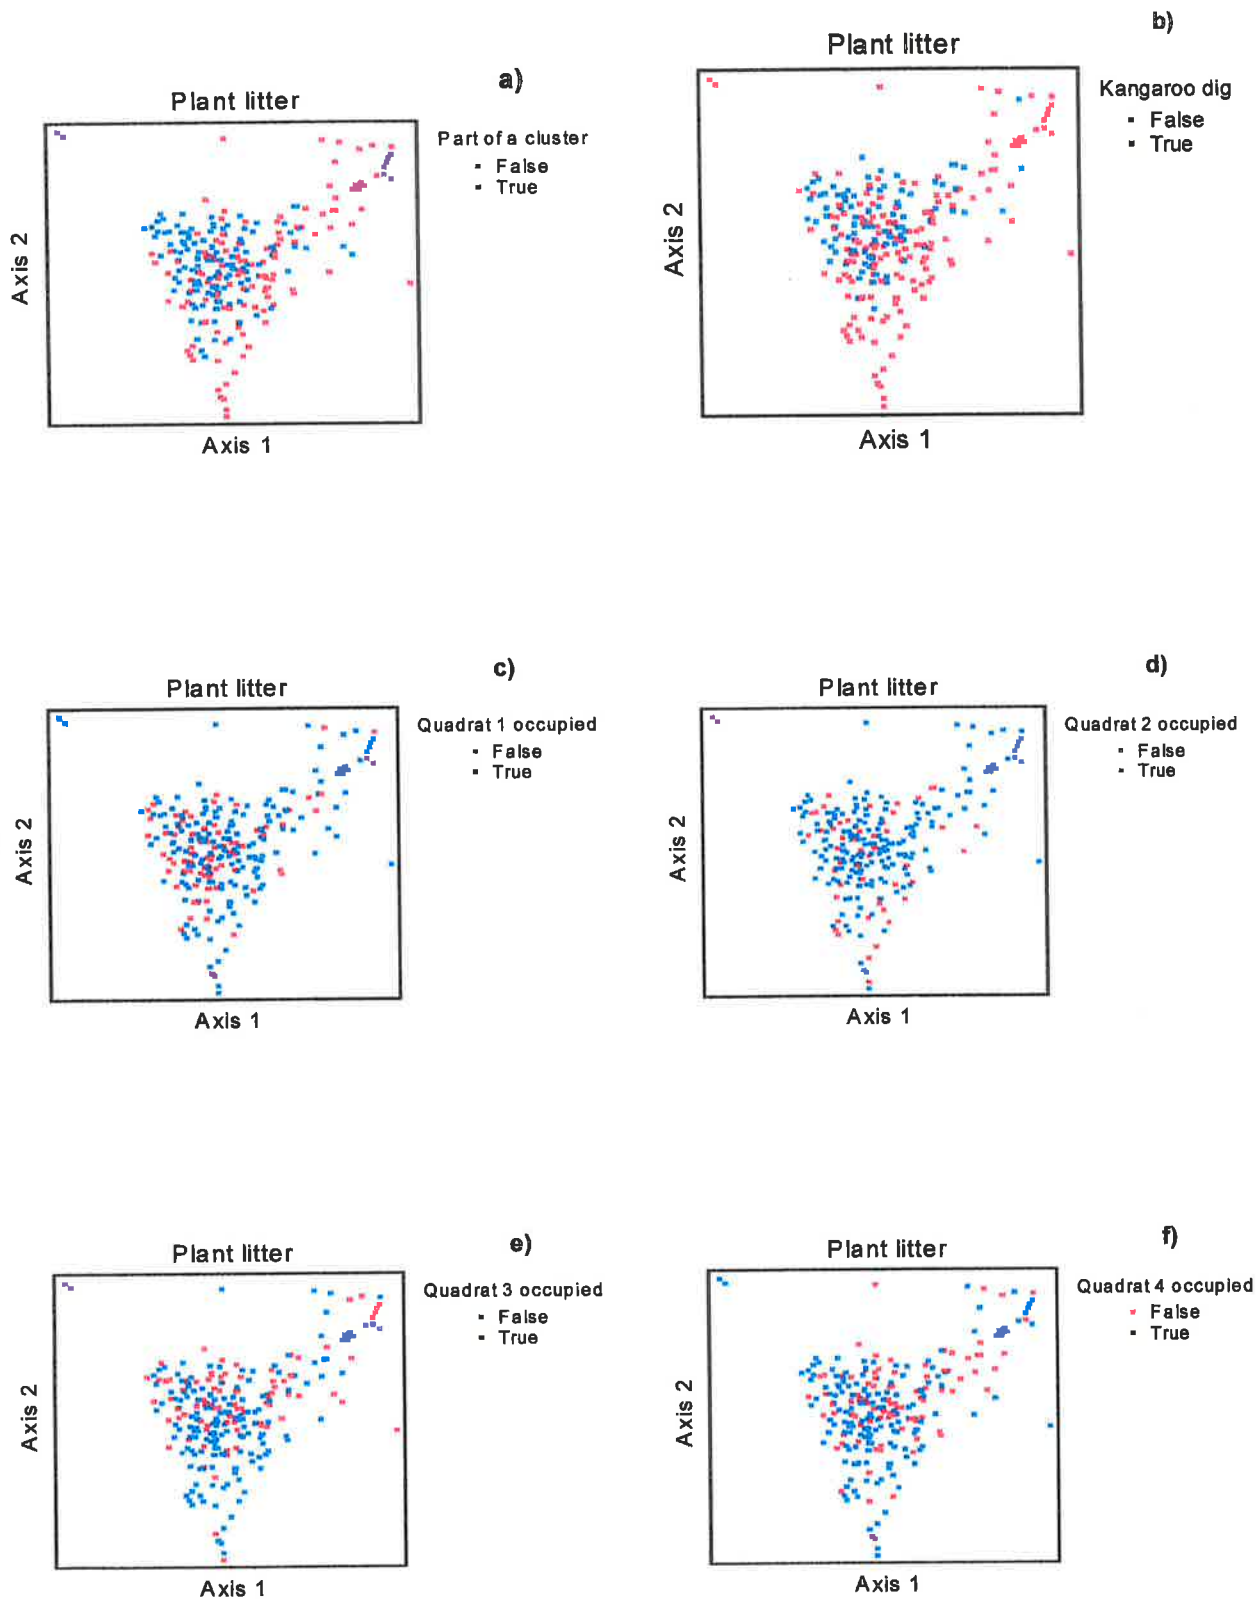 a)
Plant litter
Part of a cluster
False
True
Axis 2
Axis 1
b)
Plant litter
Kangaroo dig
False
True
Axis 2
Axis 1
c)
Plant litter
Quadrat 1 occupied
False
True
Axis 2
Axis 1
d)
Plant litter
Quadrat 2 occupied
False
True
Axis 2
Axis 1
e)
Plant litter
Quadrat 3 occupied
False
True
Axis 2
Axis 1
f)
Plant litter
Quadrat 4 occupied
False
True
Axis 2
Axis 1